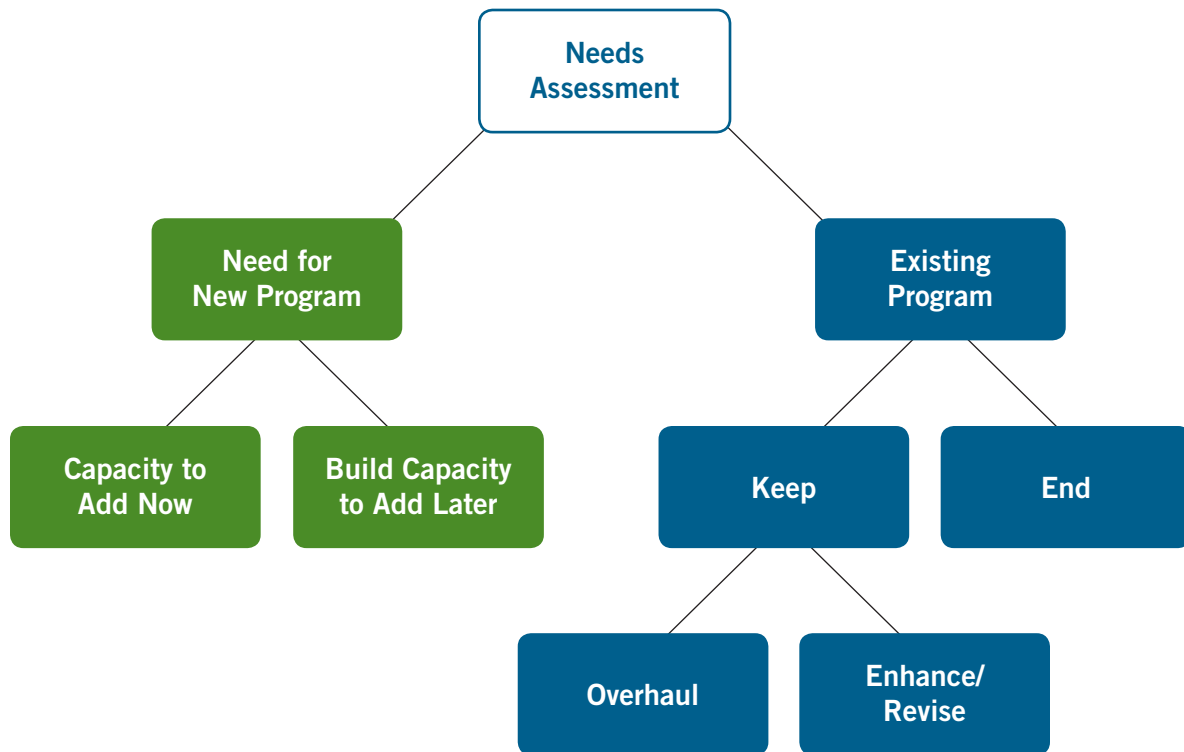 Needs
Assessment
Need for
New Program
Existing
Program
Capacity to
Add Now
Build Capacity
to Add Later
Keep
End
Overhaul
Enhance/
Revise